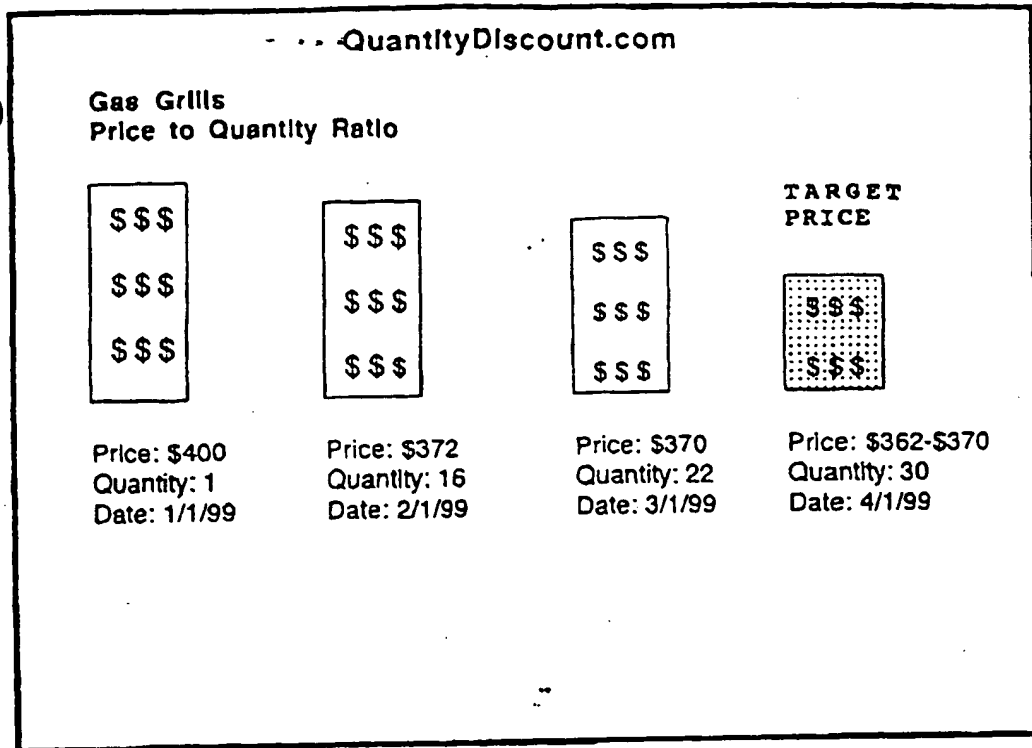 QuantityDiscount.com
Gas Grills
Price to Quantity Ratio
TARGET
PRICE
$$$ $$$ $$$ $$$
$$$ $$$ $$$ $$$
$$$ $$$ $$$
Price: $400
Quantity: 1
Date: 1/1/99
Price: $372
Quantity: 16
Date: 2/1/99
Price: $370
Quantity: 22
Date: 3/1/99
Price: $362-$370
Quantity: 30
Date: 4/1/99